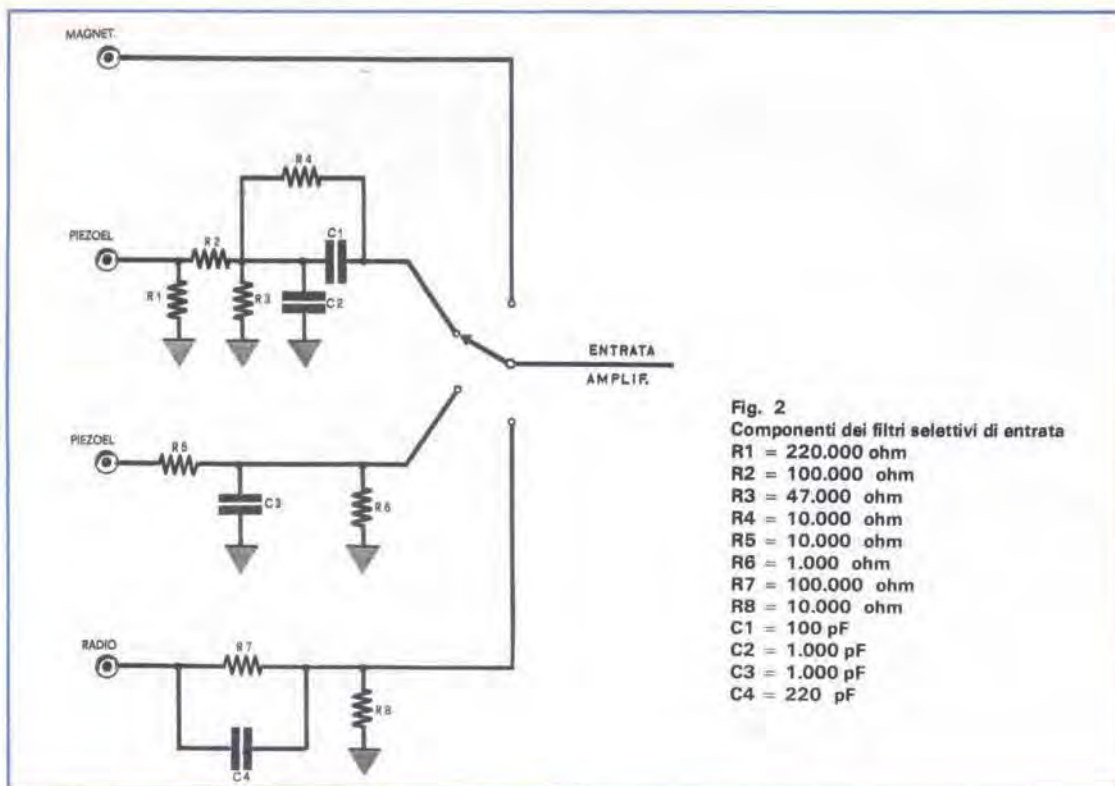 MAGNET.
R4
C1
PIEZOEL
R2
R1
R3
C2
ENTRATA
AMPLIF.
PIEZOEL
R5
C3
R6
RADIO
R7
R8
C4
Fig. 2
Componenti dei filtri selettivi di entrata
R1 = 220.000 ohm
R2 = 100.000 ohm
R3 = 47.000 ohm
R4 = 10.000 ohm
R5 = 10.000 ohm
R6 = 1.000 ohm
R7 = 100.000 ohm
R8 = 10.000 ohm
C1 = 100 pF
C2 = 1.000 pF
C3 = 1.000 pF
C4 = 220 pF